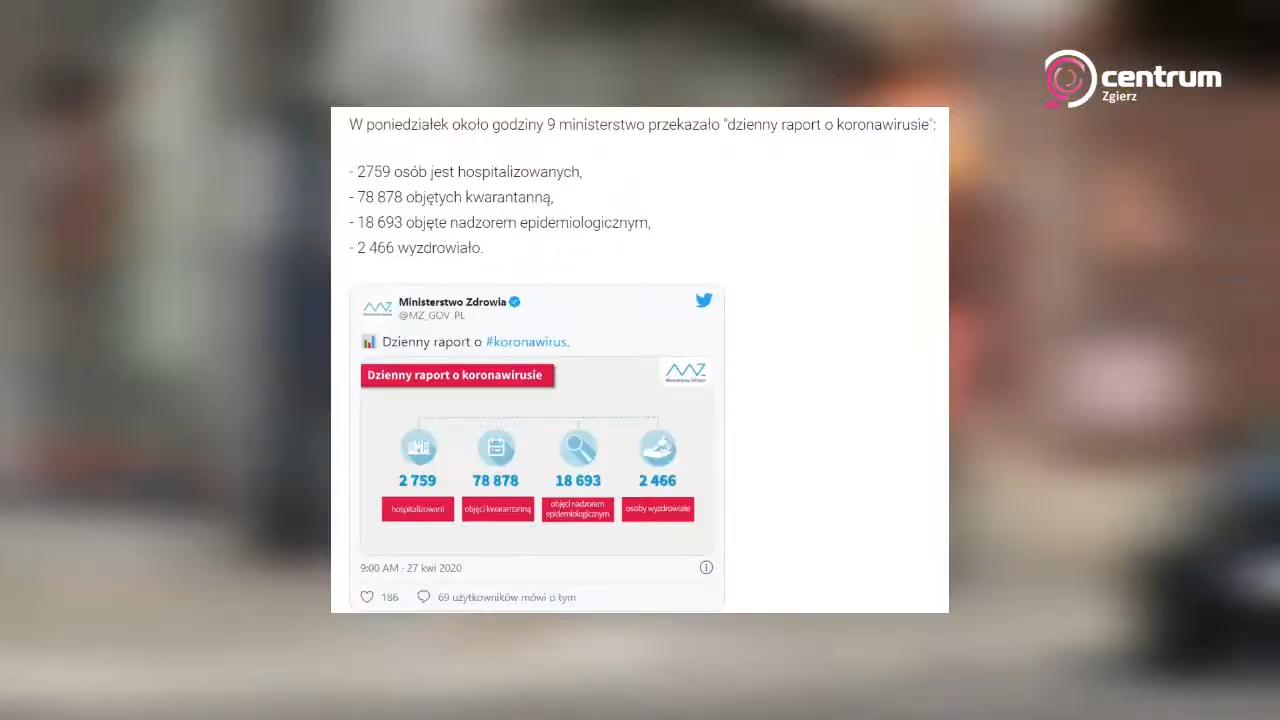 centrum
Zgierz
W poniedziałek około godziny 9 ministerstwo przekazało "dzienny raport o koronawirusie":
- 2759 osób jest hospitalizowanych,
- 78 878 objętych kwarantanną,
- 18 693 objęte nadzorem epidemiologicznym,
- 2 466 wyzdrowiało.
Ministerstwo Zdrowia
@MZ_GOV_PL
Dzienny raport o #koronawirus.
Dzienny raport o koronawirusie
Ministerstwo Zdrowia
2 759 78 878 18 693 2 466
hospitalizowani objęci kwarantanną objęci nadzorem epidemiologicznym osoby wyzdrowiałe
9:00 AM · 27 kwi 2020
186 69 użytkowników mówi o tym